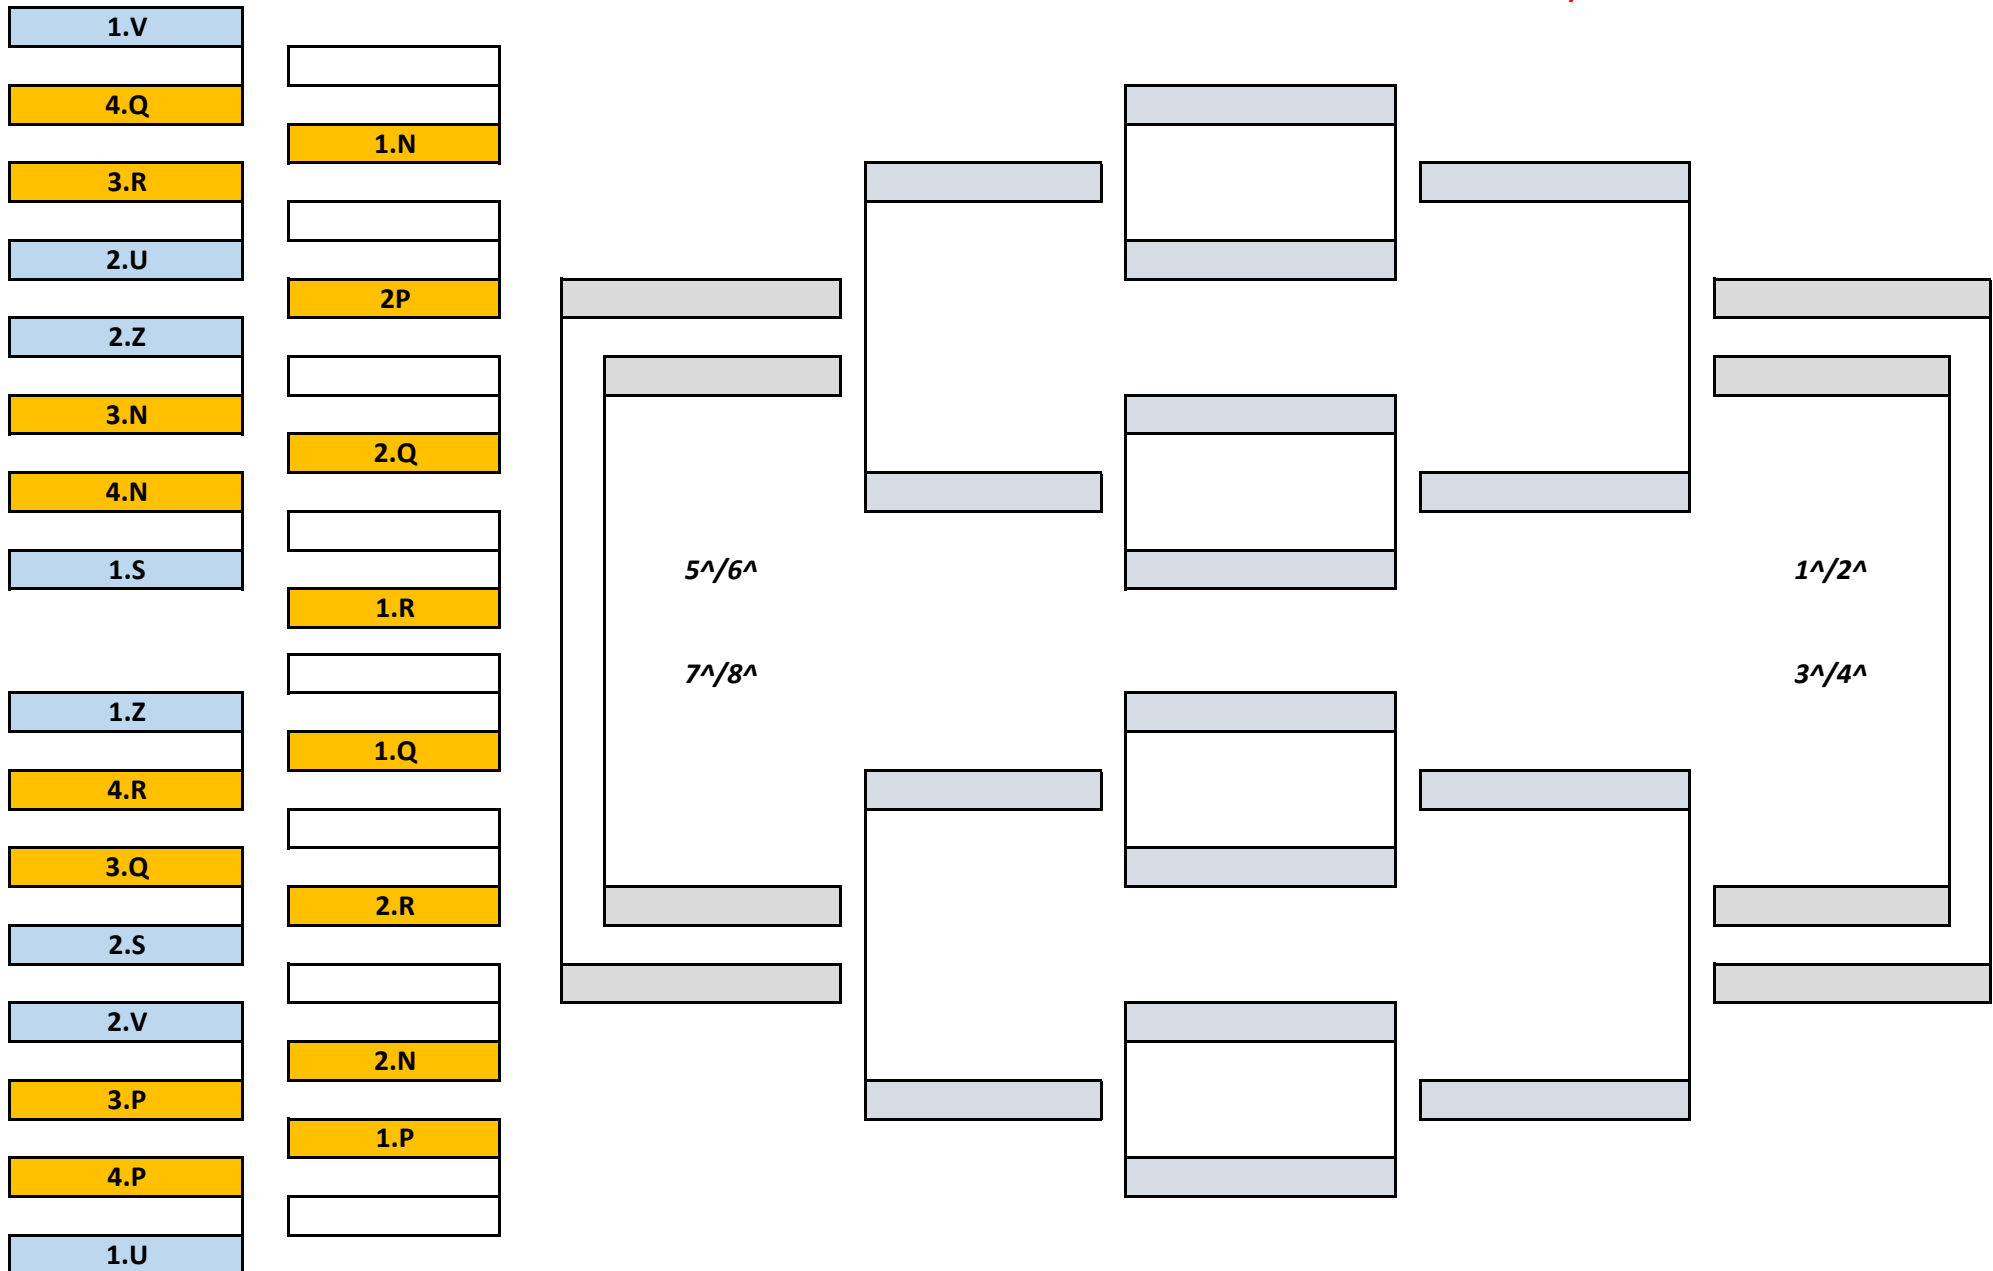 1.V
4.Q
1.N
3.R
2.U
2P
2.Z
3.N
2.Q
4.N
1.S
5^/6^
1^/2^
1.R
7^/8^
3^/4^
1.Z
1.Q
4.R
3.Q
2.R
2.S
2.V
2.N
3.P
1.P
4.P
1.U